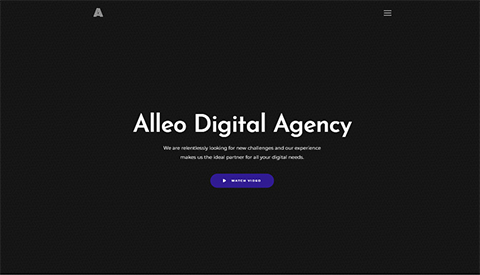 A
Alleo Digital Agency
We are relentlessly looking for new challenges and our experience
makes us the ideal partner for all your digital needs.
WATCH VIDEO